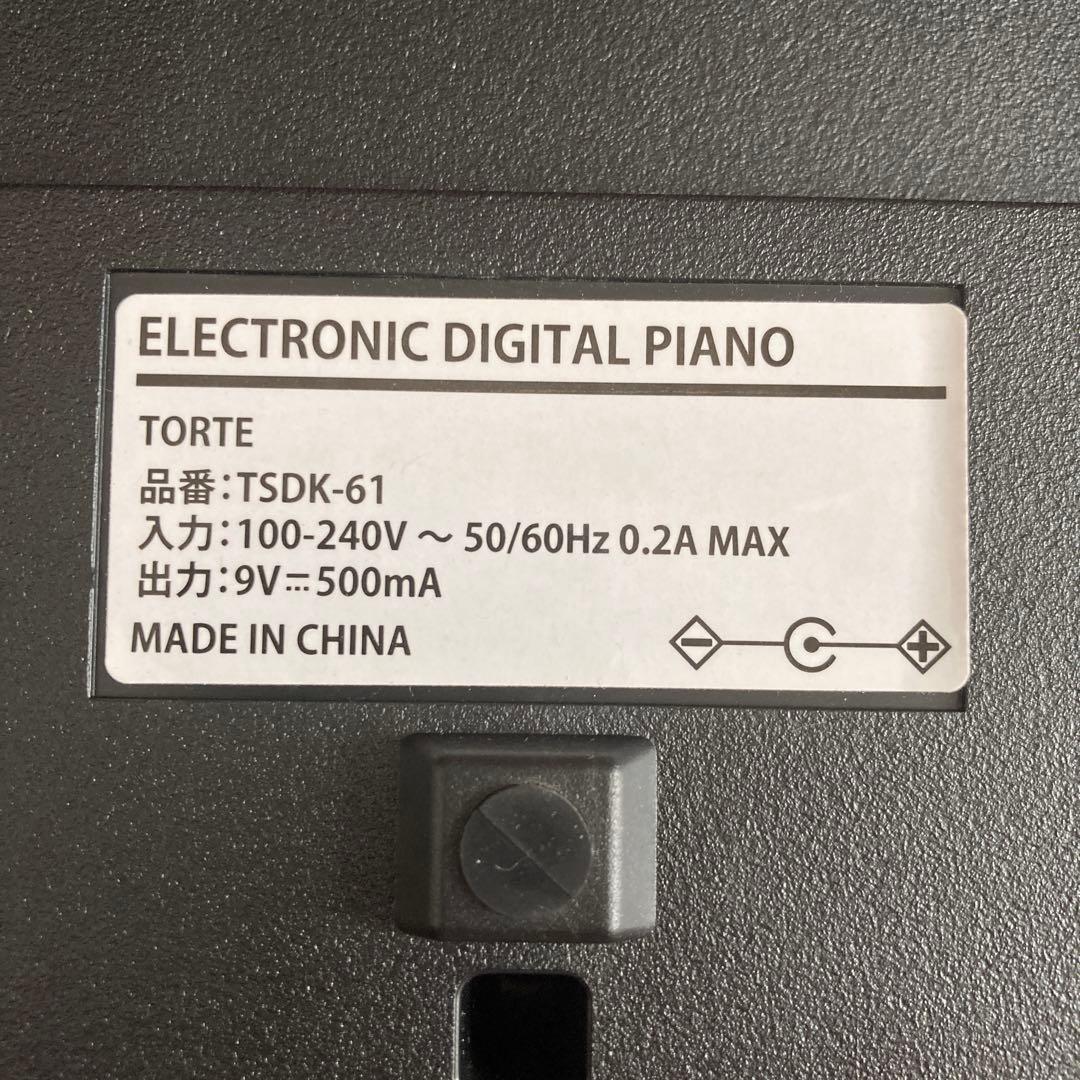 ELECTRONIC DIGITAL PIANO
TORTE
品番：TSDK-61
入力：100-240V ～ 50/60Hz 0.2A MAX
出力：9V⎓500mA
MADE IN CHINA